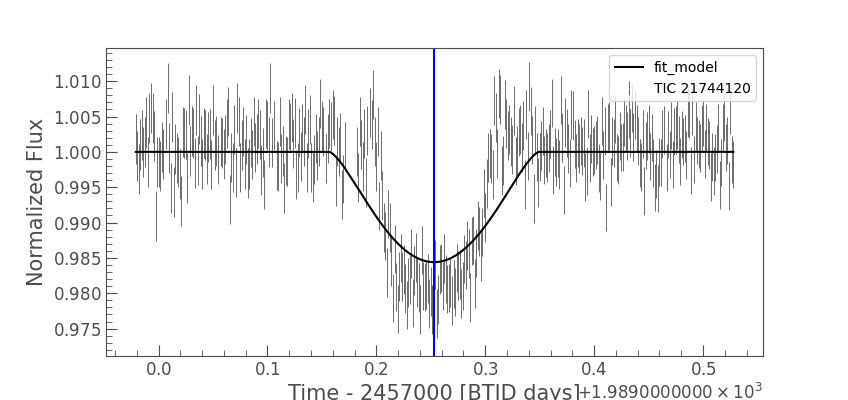 fit_model
TIC 21744120
1.010
1.005
1.000
0.995
0.990
0.985
0.980
0.975
Normalized Flux
0.0 0.1 0.2 0.3 0.4 0.5
Time - 2457000 [BTJD days]
+1.9890000000 × 10³